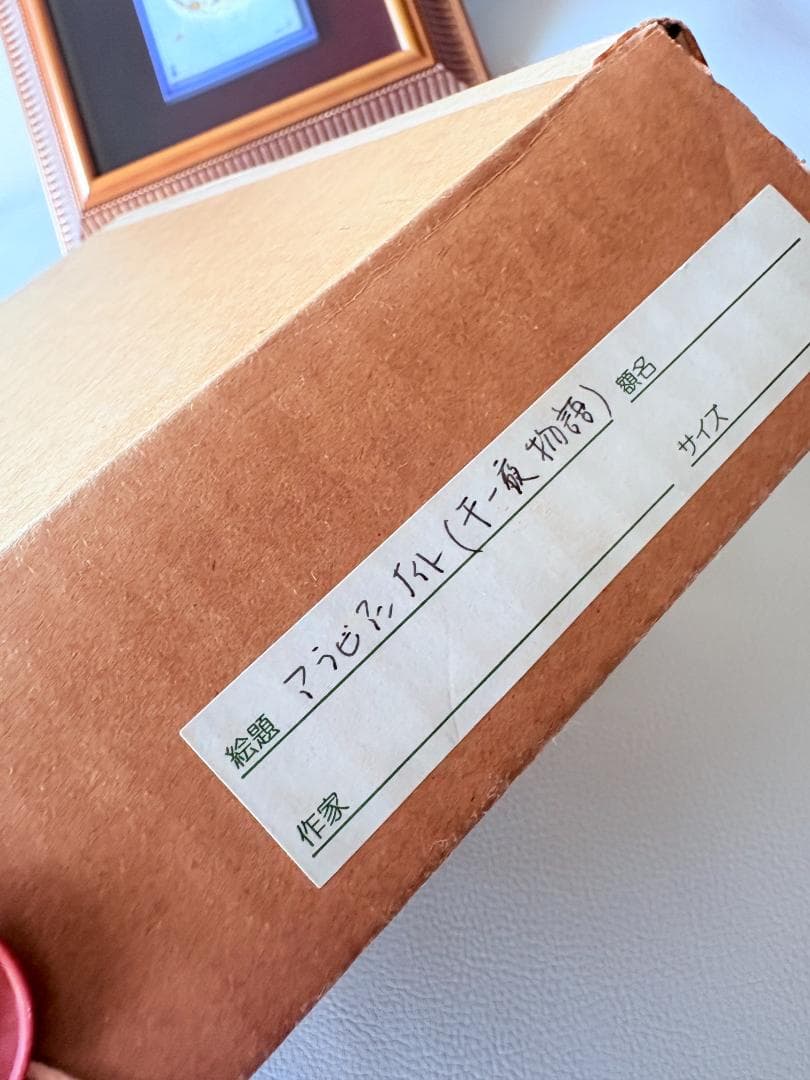 絵題 アラビアンナイト(千一夜物語)
作家
額名
サイズ